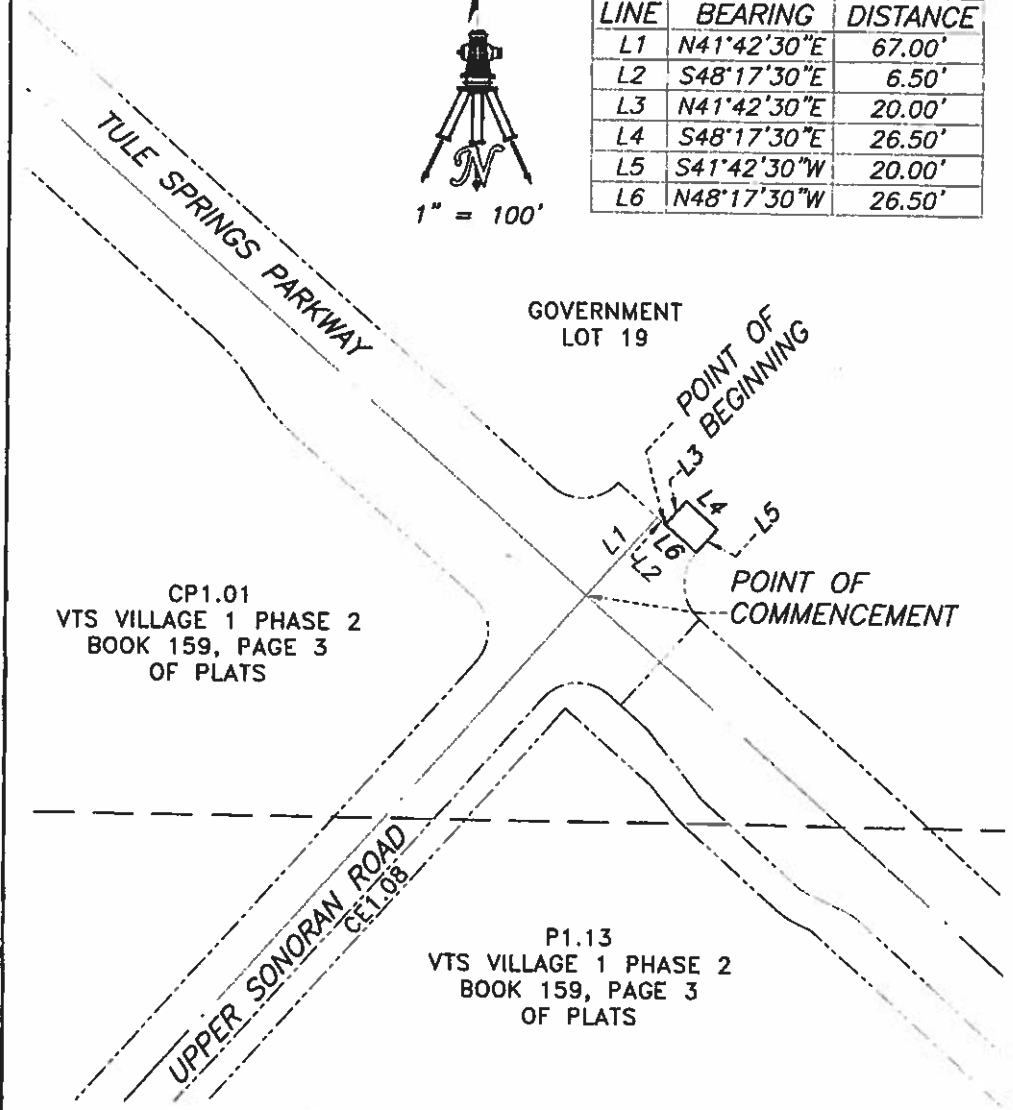 LINE BEARING DISTANCE
L1 N41°42'30"E 67.00'
L2 S48°17'30"E 6.50'
L3 N41°42'30"E 20.00'
L4 S48°17'30"E 26.50'
L5 S41°42'30"W 20.00'
L6 N48°17'30"W 26.50'
N
1" = 100'
TULE SPRINGS PARKWAY
GOVERNMENT
LOT 19
POINT OF
BEGINNING
L3
L4
L5
L1
L6
L2
POINT OF
COMMENCEMENT
CP1.01
VTS VILLAGE 1 PHASE 2
BOOK 159, PAGE 3
OF PLATS
UPPER SONORAN ROAD
CE1.08
P1.13
VTS VILLAGE 1 PHASE 2
BOOK 159, PAGE 3
OF PLATS